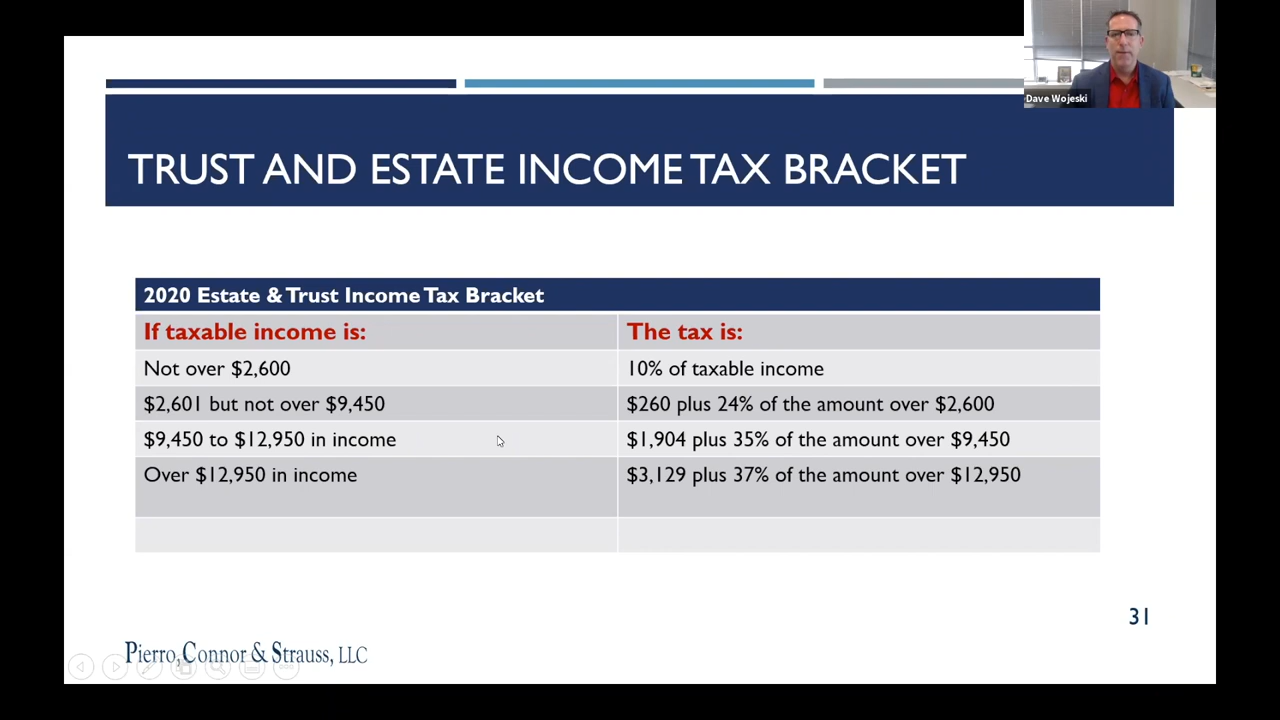 Dave Wojeski
TRUST AND ESTATE INCOME TAX BRACKET
2020 Estate & Trust Income Tax Bracket
If taxable income is: The tax is:
Not over $2,600 10% of taxable income
$2,601 but not over $9,450 $260 plus 24% of the amount over $2,600
$9,450 to $12,950 in income $1,904 plus 35% of the amount over $9,450
Over $12,950 in income $3,129 plus 37% of the amount over $12,950
31
Pierro, Connor & Strauss, LLC